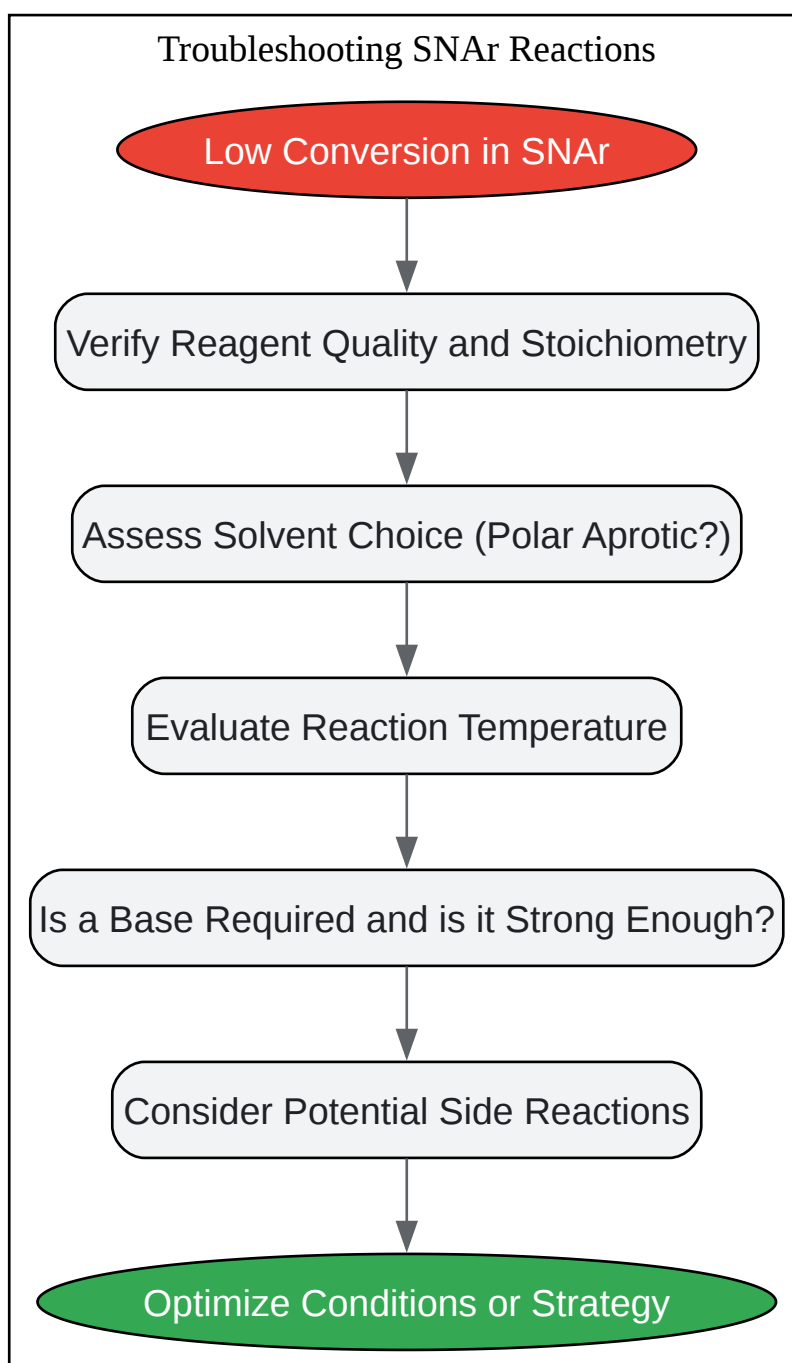 Troubleshooting SNAr Reactions
Low Conversion in SNAr
Verify Reagent Quality and Stoichiometry
Assess Solvent Choice (Polar Aprotic?)
Evaluate Reaction Temperature
Is a Base Required and is it Strong Enough?
Consider Potential Side Reactions
Optimize Conditions or Strategy